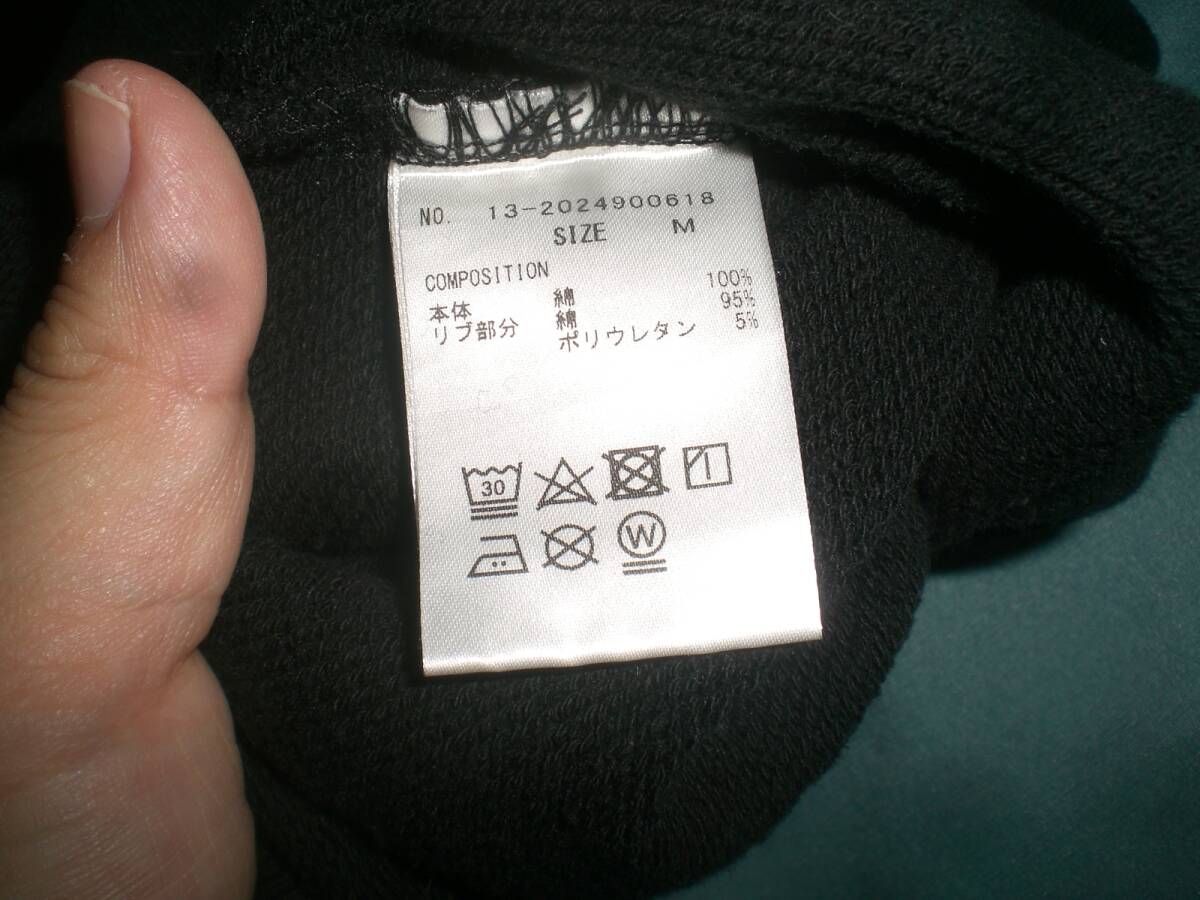 NO. 13-2024900618
SIZE M
COMPOSITION
本体 綿 100%
リブ部分 綿 95%
ポリウレタン 5%
30
W